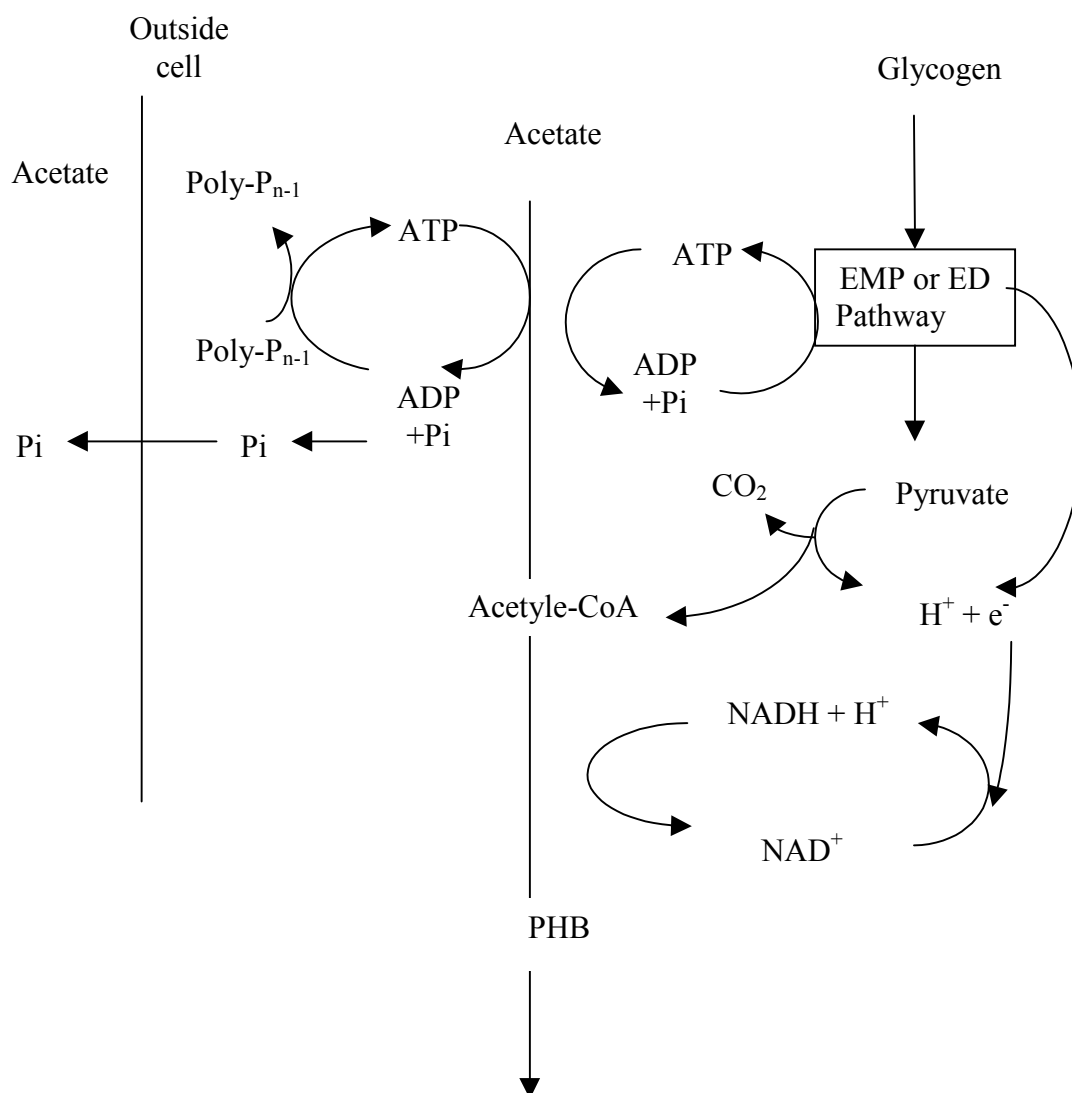 Outside
cell
Glycogen
Acetate
Acetate
Poly-Pₙ₋₁
ATP
ATP
EMP or ED
Pathway
Poly-Pₙ₋₁
ADP
+Pi
ADP
+Pi
Pi
Pi
CO₂
Pyruvate
Acetyle-CoA
H⁺ + e⁻
NADH + H⁺
NAD⁺
PHB